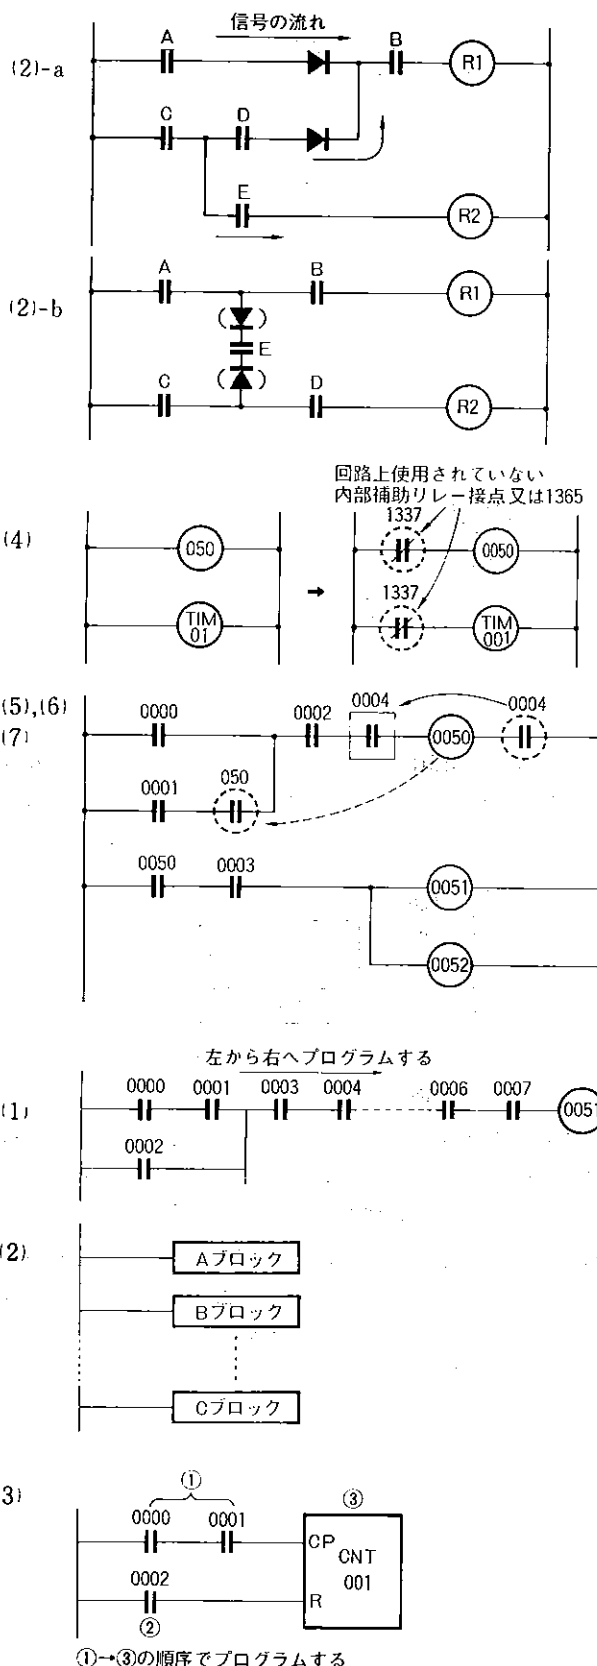 信号の流れ
(2)-a
A
B
R1
C
D
E
R2
(2)-b
A
B
R1
( )
E
C
( )
D
R2
回路上使用されていない
内部補助リレー接点又は1365
(4)
050
TIM
01
→
1337
0050
1337
TIM
001
(5),(6)
(7)
0000
0002
0004
0050
0004
0001
050
0050
0003
0051
0052
左から右へプログラムする
(1)
0000
0001
0003
0004
0006
0007
0051
0002
(2)
Aブロック
Bブロック
Cブロック
3)
①
③
0000
0001
CP
CNT
001
0002
R
②
①→③の順序でプログラムする